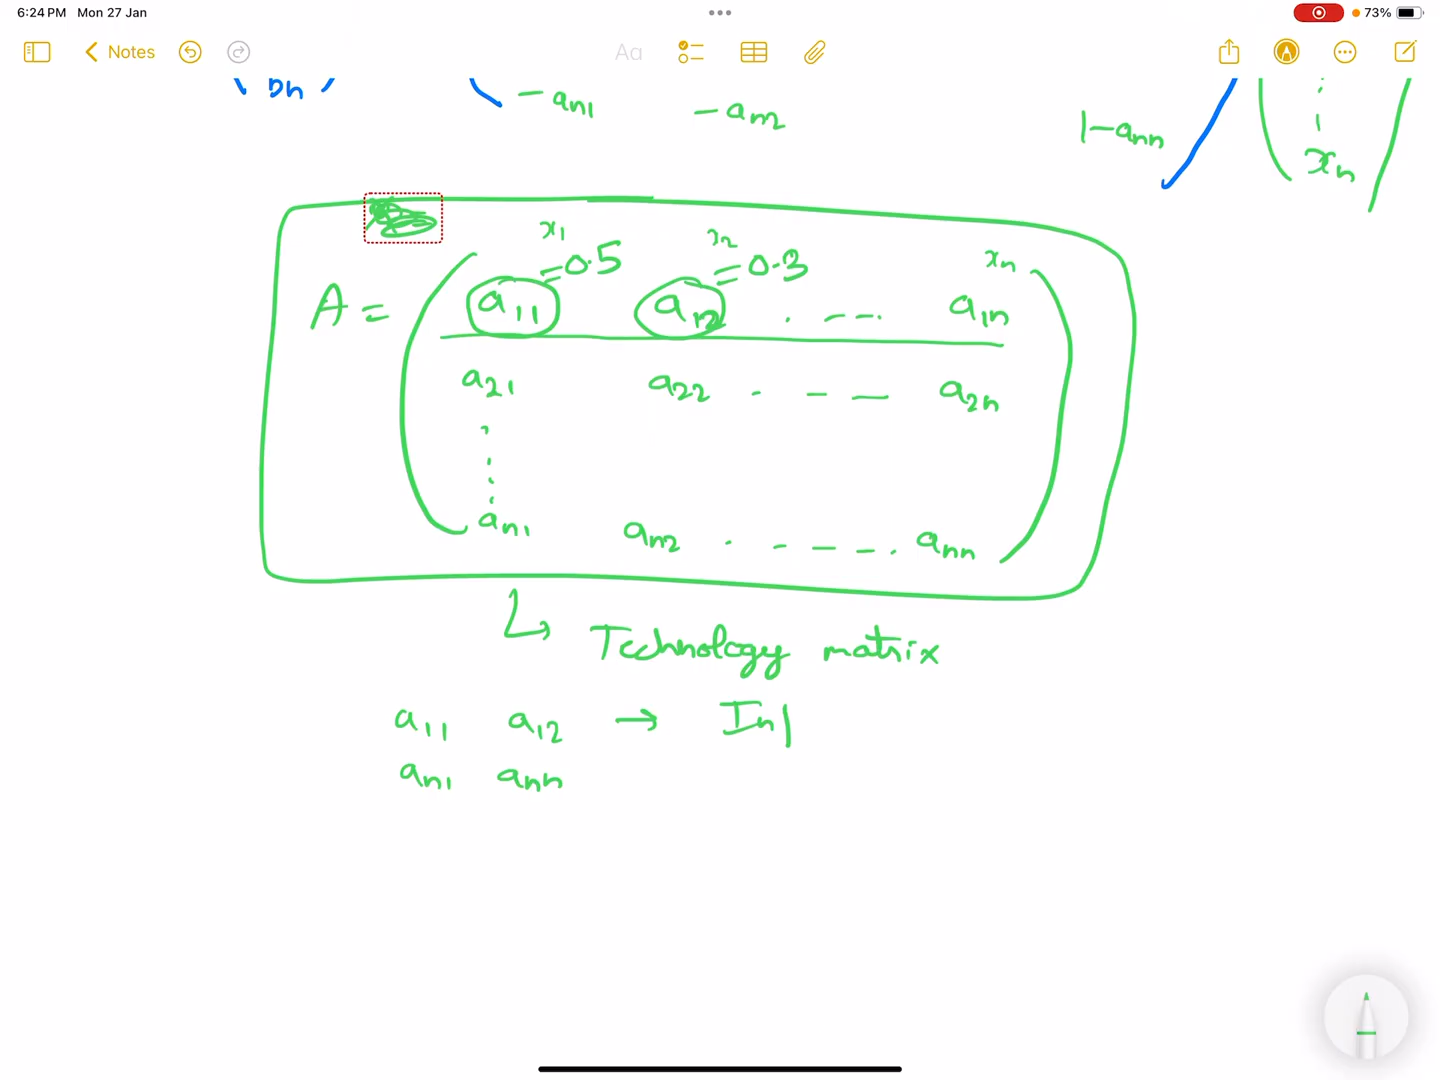 6:24 PM Mon 27 Jan
73%
Notes
Aa
bn
-an1 -an2 1-ann xn
x1 x2 xn
=0.5 =0.3
A = a11 a12 . -- . a1n
a21 a22 . - — a2n
an1 an2 . - — - . ann
Technology matrix
a11 a12 → In
an1 ann